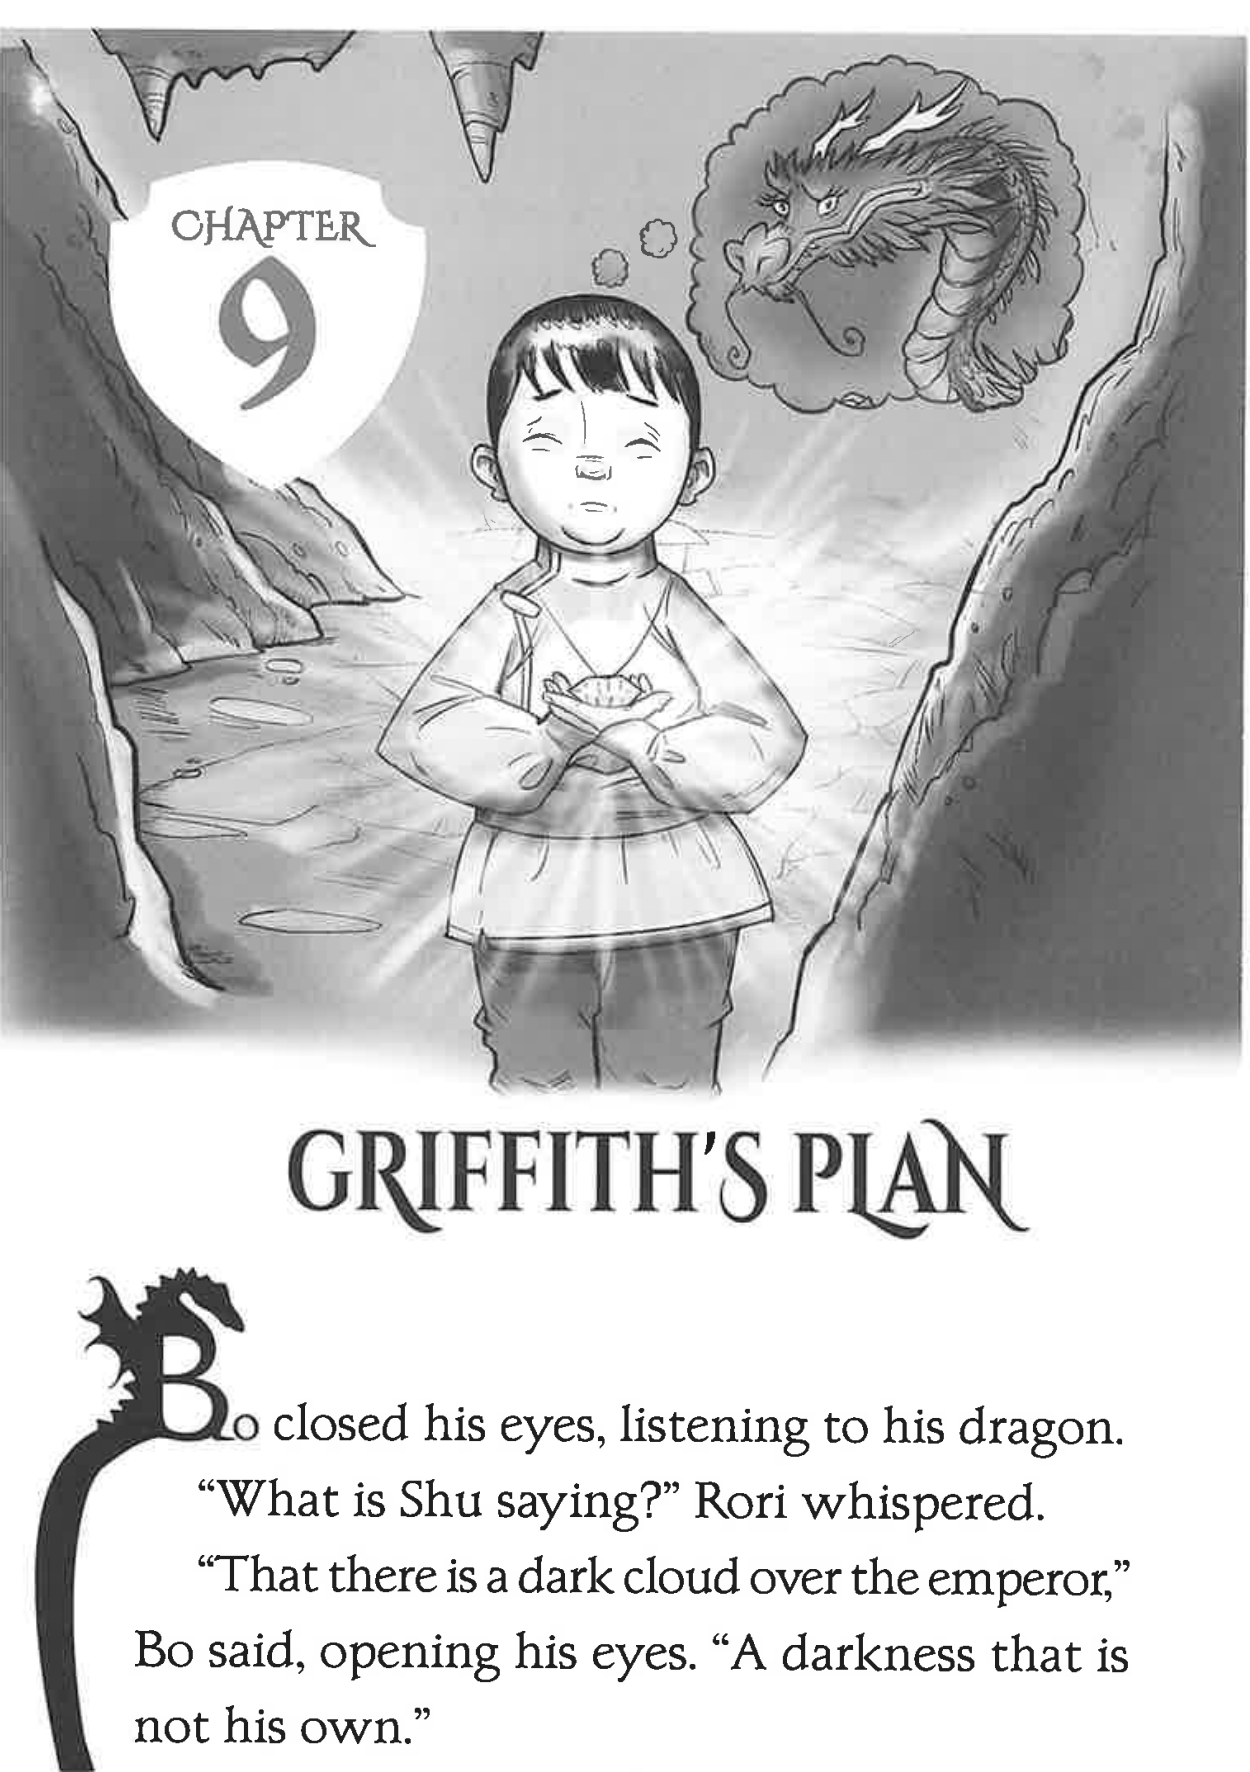 CHAPTER
9
GRIFFITH'S PLAN
Bo closed his eyes, listening to his dragon.
“What is Shu saying?” Rori whispered.
“That there is a dark cloud over the emperor,”
Bo said, opening his eyes. “A darkness that is
not his own.”